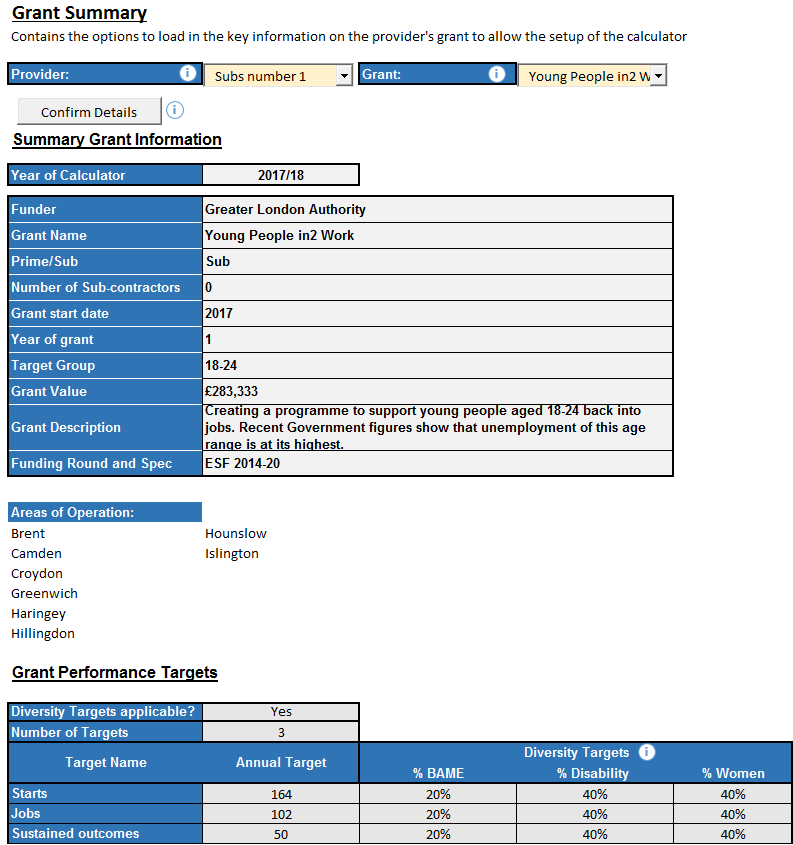 Grant Summary
Contains the options to load in the key information on the provider's grant to allow the setup of the calculator
Provider: i Subs number 1 Grant: i Young People in2 W
Confirm Details i
Summary Grant Information
Year of Calculator 2017/18
Funder Greater London Authority
Grant Name Young People in2 Work
Prime/Sub Sub
Number of Sub-contractors 0
Grant start date 2017
Year of grant 1
Target Group 18-24
Grant Value £283,333
Grant Description Creating a programme to support young people aged 18-24 back into
jobs. Recent Government figures show that unemployment of this age
range is at its highest.
Funding Round and Spec ESF 2014-20
Areas of Operation:
Brent Hounslow
Camden Islington
Croydon
Greenwich
Haringey
Hillingdon
Grant Performance Targets
Diversity Targets applicable? Yes
Number of Targets 3
Target Name Annual Target Diversity Targets i
% BAME % Disability % Women
Starts 164 20% 40% 40%
Jobs 102 20% 40% 40%
Sustained outcomes 50 20% 40% 40%